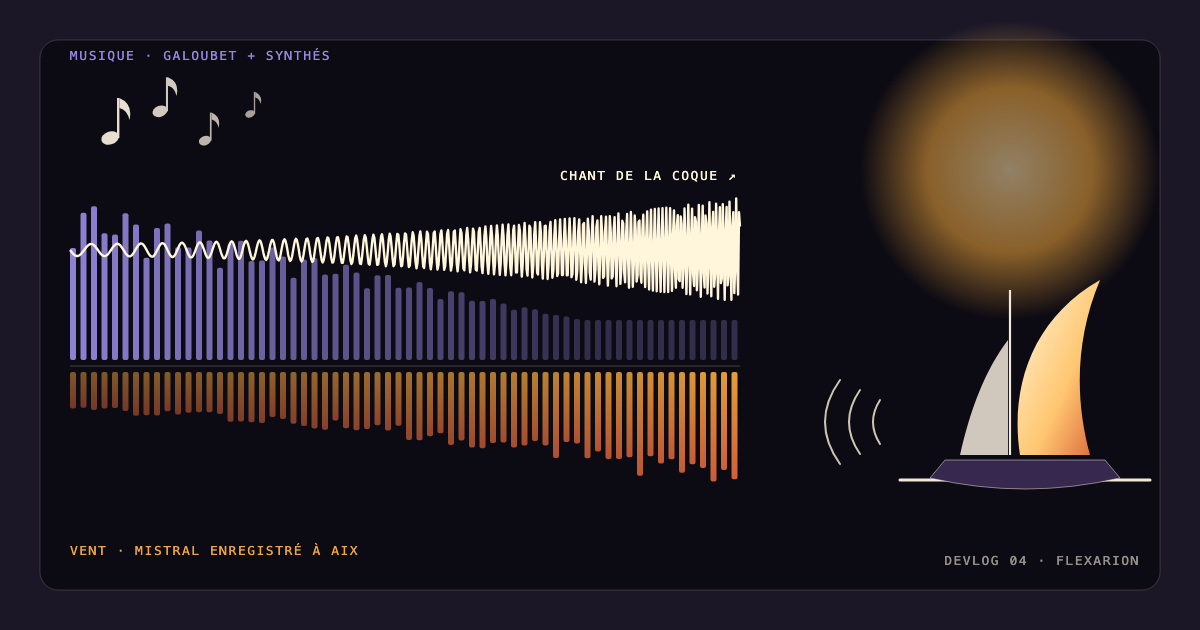 MUSIQUE · GALOUBET + SYNTHÉS
CHANT DE LA COQUE ↗
VENT · MISTRAL ENREGISTRÉ À AIX
DEVLOG 04 · FLEXARION